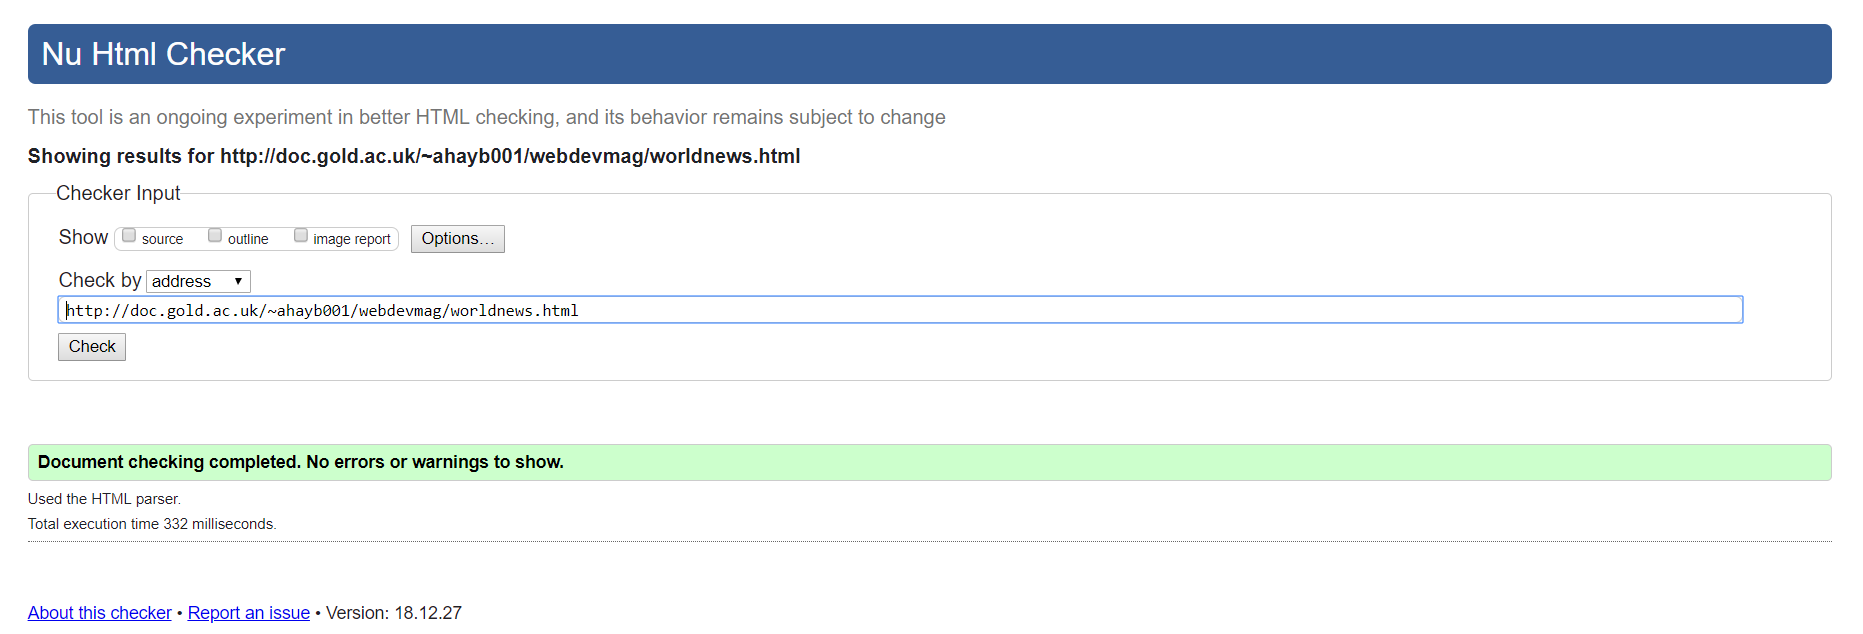 Nu Html Checker
This tool is an ongoing experiment in better HTML checking, and its behavior remains subject to change
Showing results for http://doc.gold.ac.uk/~ahayb001/webdevmag/worldnews.html
Checker Input
Show source outline image report Options...
Check by address
http://doc.gold.ac.uk/~ahayb001/webdevmag/worldnews.html
Check
Document checking completed. No errors or warnings to show.
Used the HTML parser.
Total execution time 332 milliseconds.
About this checker • Report an issue • Version: 18.12.27